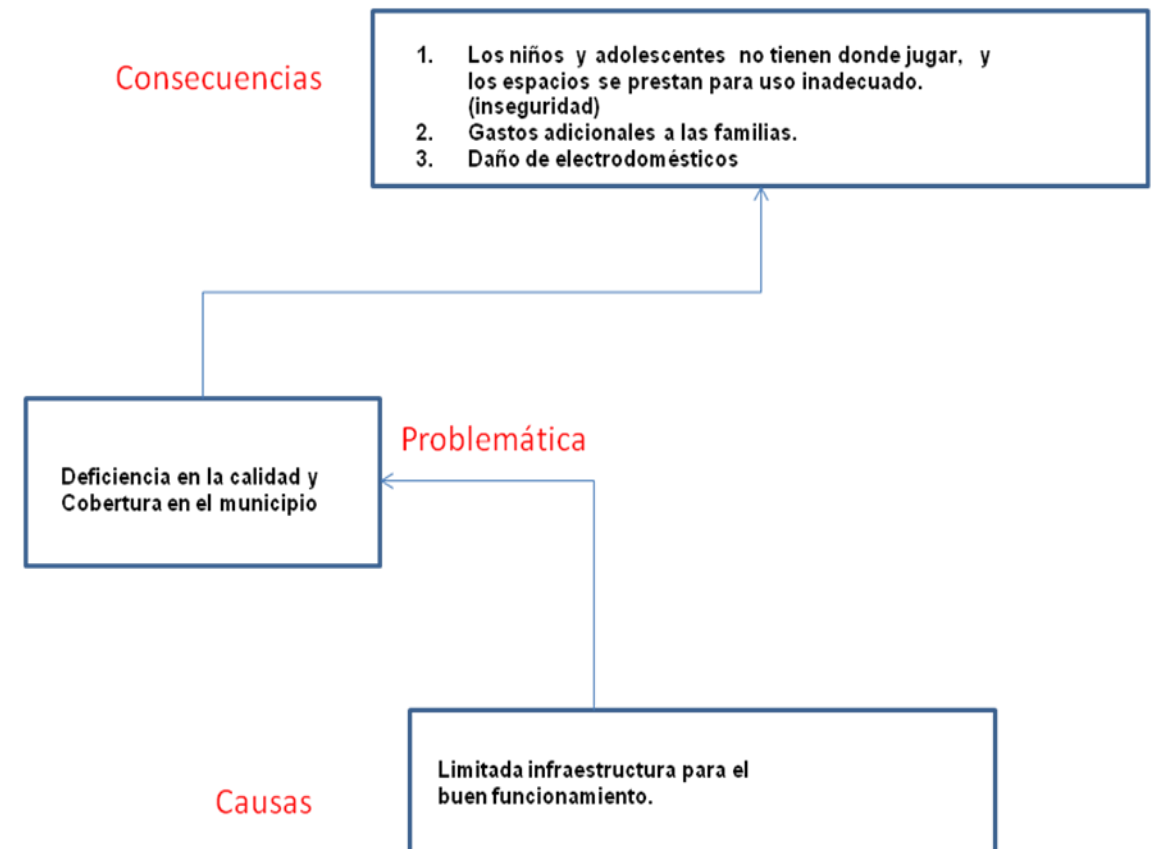 Consecuencias
1. Los niños y adolescentes no tienen donde jugar, y
los espacios se prestan para uso inadecuado.
(inseguridad)
2. Gastos adicionales a las familias.
3. Daño de electrodomésticos
Problemática
Deficiencia en la calidad y
Cobertura en el municipio
Limitada infraestructura para el
buen funcionamiento.
Causas